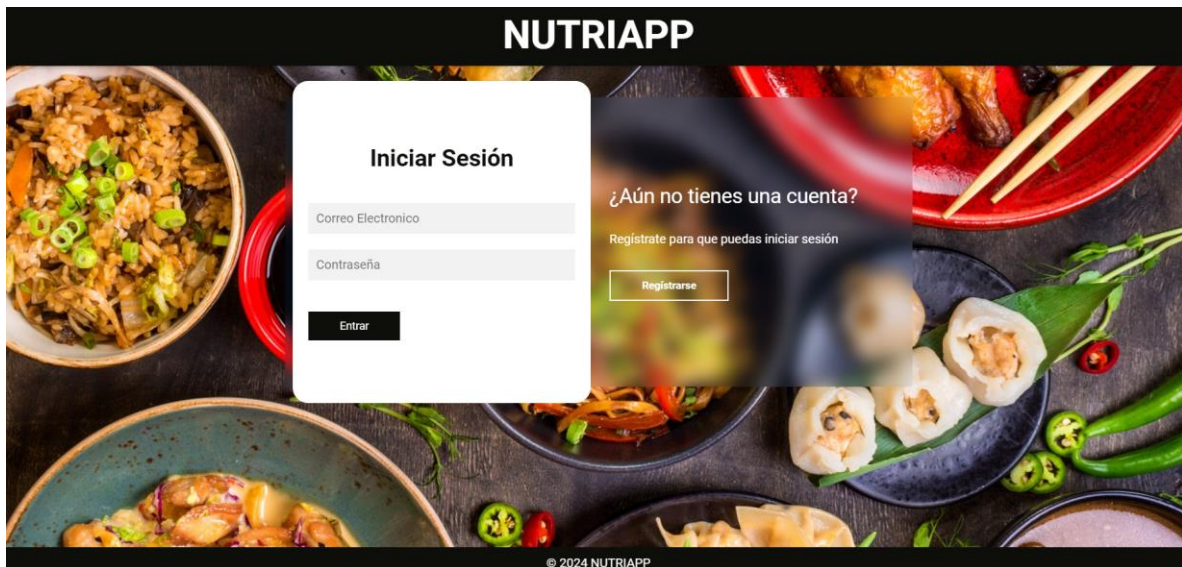 NUTRIAPP
Iniciar Sesión
Correo Electronico
Contraseña
Entrar
¿Aún no tienes una cuenta?
Regístrate para que puedas iniciar sesión
Regístrarse
© 2024 NUTRIAPP